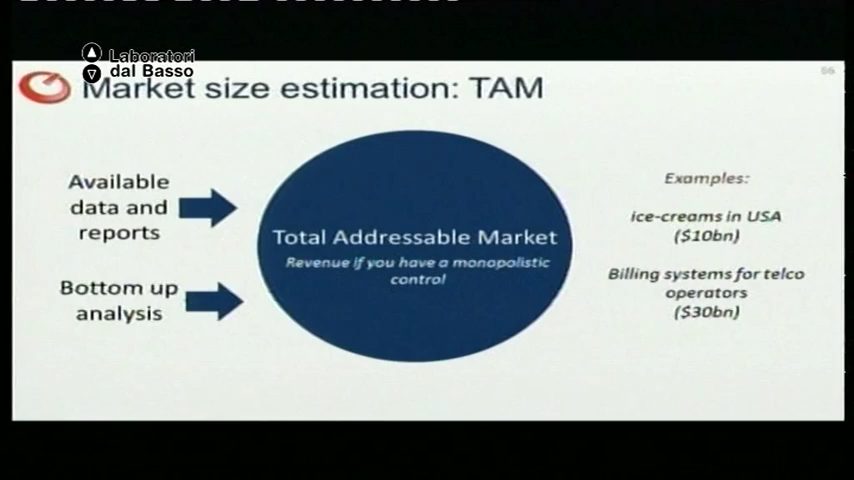 Laboratori
dal Basso
Market size estimation: TAM
66
Available
data and
reports
Bottom up
analysis
Total Addressable Market
Revenue if you have a monopolistic
control
Examples:
ice-creams in USA
($10bn)
Billing systems for telco
operators
($30bn)